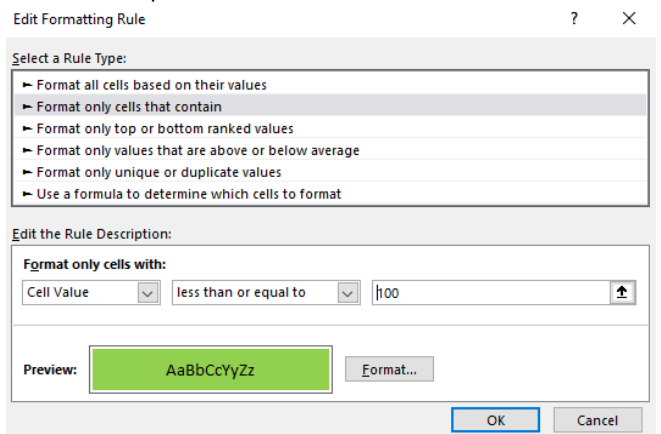 Edit Formatting Rule ? ×
Select a Rule Type:
► Format all cells based on their values
► Format only cells that contain
► Format only top or bottom ranked values
► Format only values that are above or below average
► Format only unique or duplicate values
► Use a formula to determine which cells to format
Edit the Rule Description:
Format only cells with:
Cell Value less than or equal to 100
Preview: AaBbCcYyZz Format...
OK Cancel